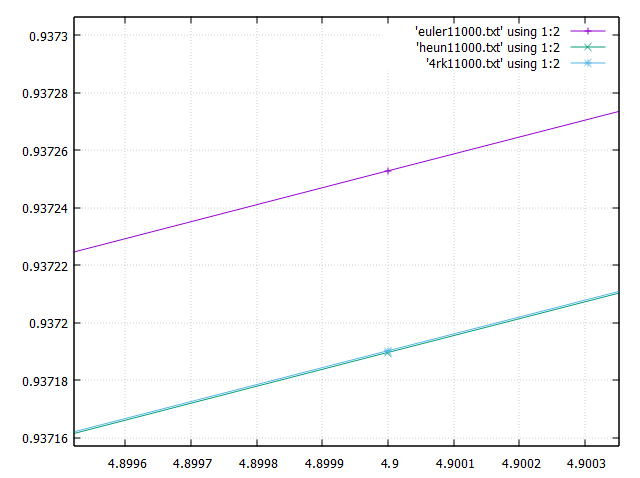 'euler11000.txt' using 1:2
'heun11000.txt' using 1:2
'4rk11000.txt' using 1:2
0.9373
0.93728
0.93726
0.93724
0.93722
0.9372
0.93718
0.93716
4.8996 4.8997 4.8998 4.8999 4.9 4.9001 4.9002 4.9003